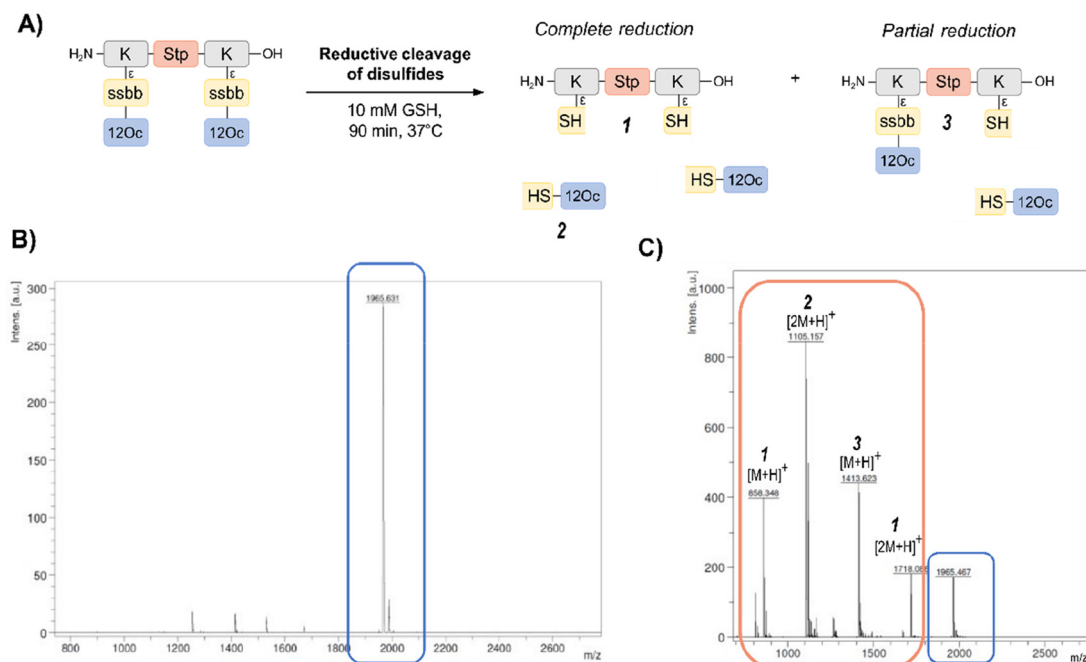 A)
H₂N K Stp K OH
ε ε
ssbb ssbb
12Oc 12Oc
Reductive cleavage
of disulfides
10 mM GSH,
90 min, 37°C
Complete reduction
H₂N K Stp K OH
ε ε
SH 1 SH
HS 12Oc
HS 12Oc
2
+
Partial reduction
H₂N K Stp K OH
ε ε
ssbb 3 SH
12Oc
HS 12Oc
B)
Intens. [a.u.]
300
250
200
150
100
50
0
1965.631
800 1000 1200 1400 1600 1800 2000 2200 2400 2600
m/z
C)
Intens. [a.u.]
1000
800
600
400
200
0
2
[2M+H]⁺
1105.157
1
[M+H]⁺
858.348
3
[M+H]⁺
1413.623
1
[2M+H]⁺
1965.467
1000 1500 2000 2500
m/z